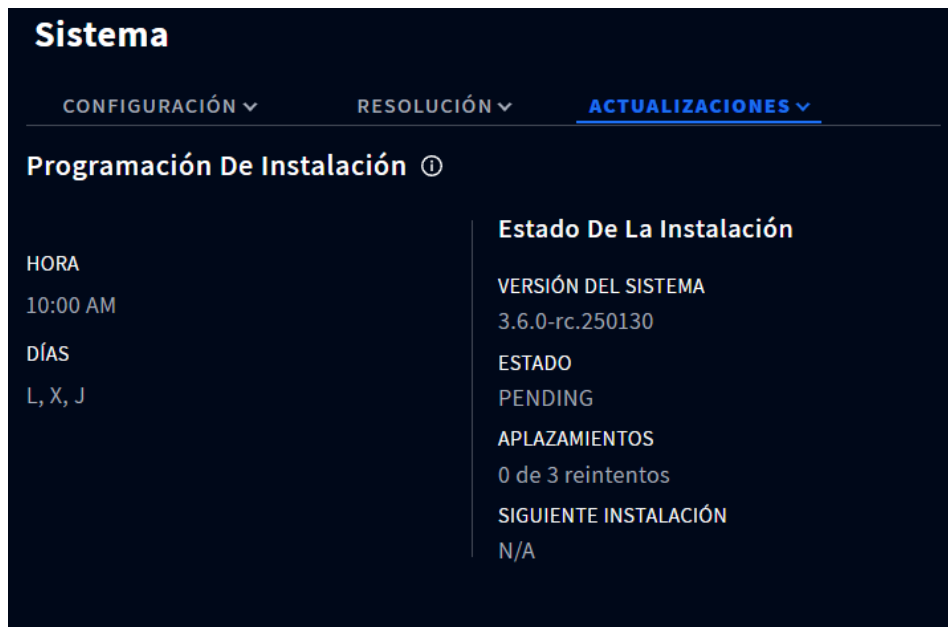 Sistema
CONFIGURACIÓN
RESOLUCIÓN
ACTUALIZACIONES
Programación De Instalación
HORA
10:00 AM
DÍAS
L, X, J
Estado De La Instalación
VERSIÓN DEL SISTEMA
3.6.0-rc.250130
ESTADO
PENDING
APLAZAMIENTOS
0 de 3 reintentos
SIGUIENTE INSTALACIÓN
N/A